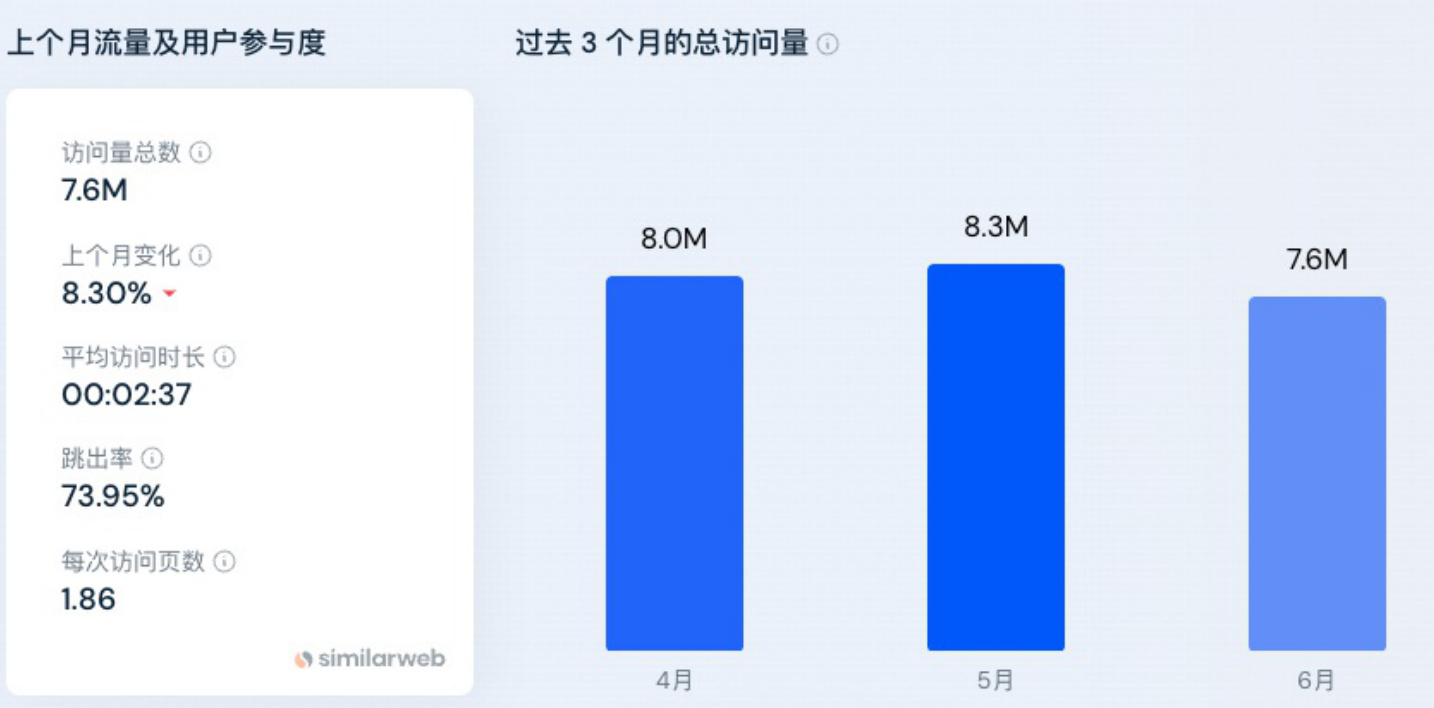 上个月流量及用户参与度
访问量总数
7.6M
上个月变化
8.30%
平均访问时长
00:02:37
跳出率
73.95%
每次访问页数
1.86
similarweb
过去 3 个月的总访问量
8.0M
8.3M
7.6M
4月
5月
6月